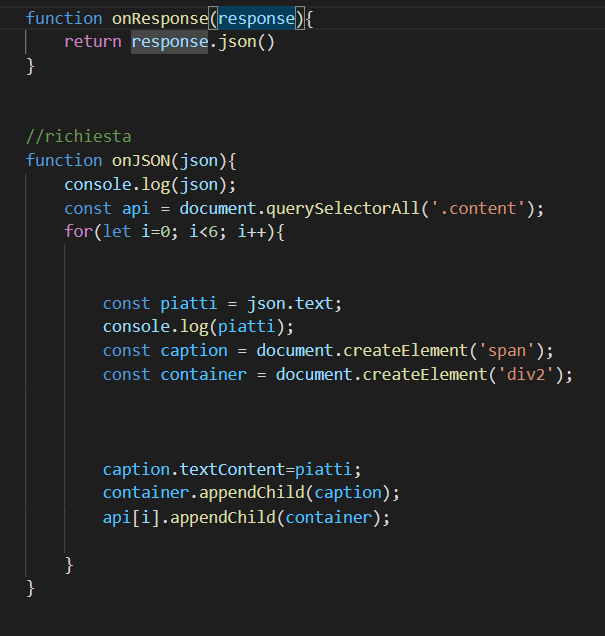 function onResponse(response){
    return response.json()
}
//richiesta
function onJSON(json){
    console.log(json);
    const api = document.querySelectorAll('.content');
    for(let i=0; i<6; i++){
        const piatti = json.text;
        console.log(piatti);
        const caption = document.createElement('span');
        const container = document.createElement('div2');
        caption.textContent=piatti;
        container.appendChild(caption);
        api[i].appendChild(container);
    }
}